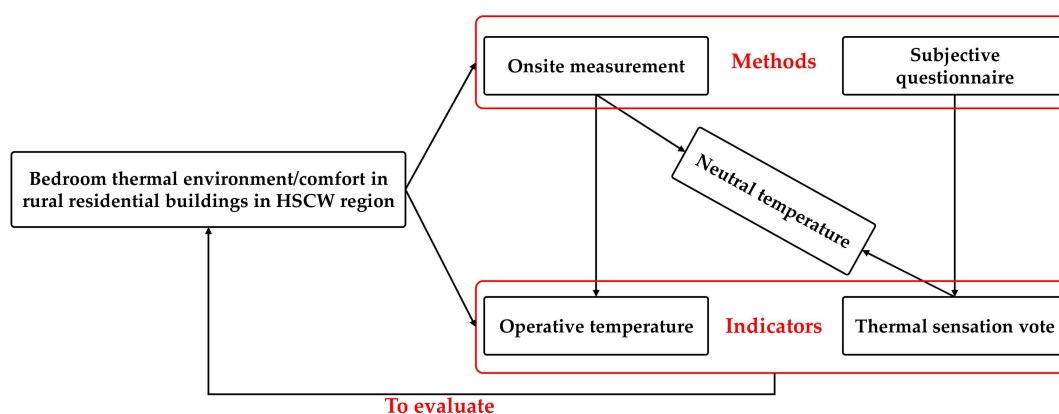 Onsite measurement
Methods
Subjective
questionnaire
Bedroom thermal environment/comfort in
rural residential buildings in HSCW region
Neutral temperature
Operative temperature
Indicators
Thermal sensation vote
To evaluate